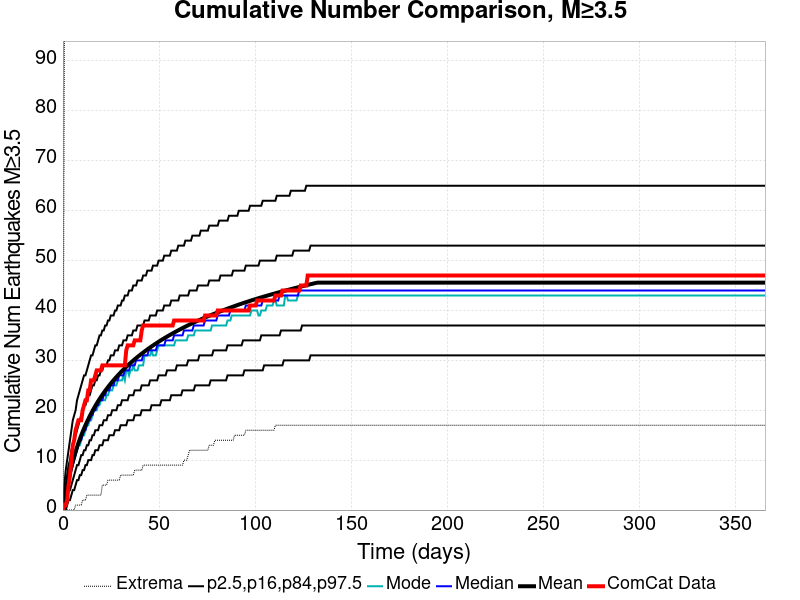 Cumulative Number Comparison, M≥3.5
Cumulative Num Earthquakes M≥3.5
90
80
70
60
50
40
30
20
10
0
0 50 100 150 200 250 300 350
Time (days)
Extrema p2.5,p16,p84,p97.5 Mode Median Mean ComCat Data